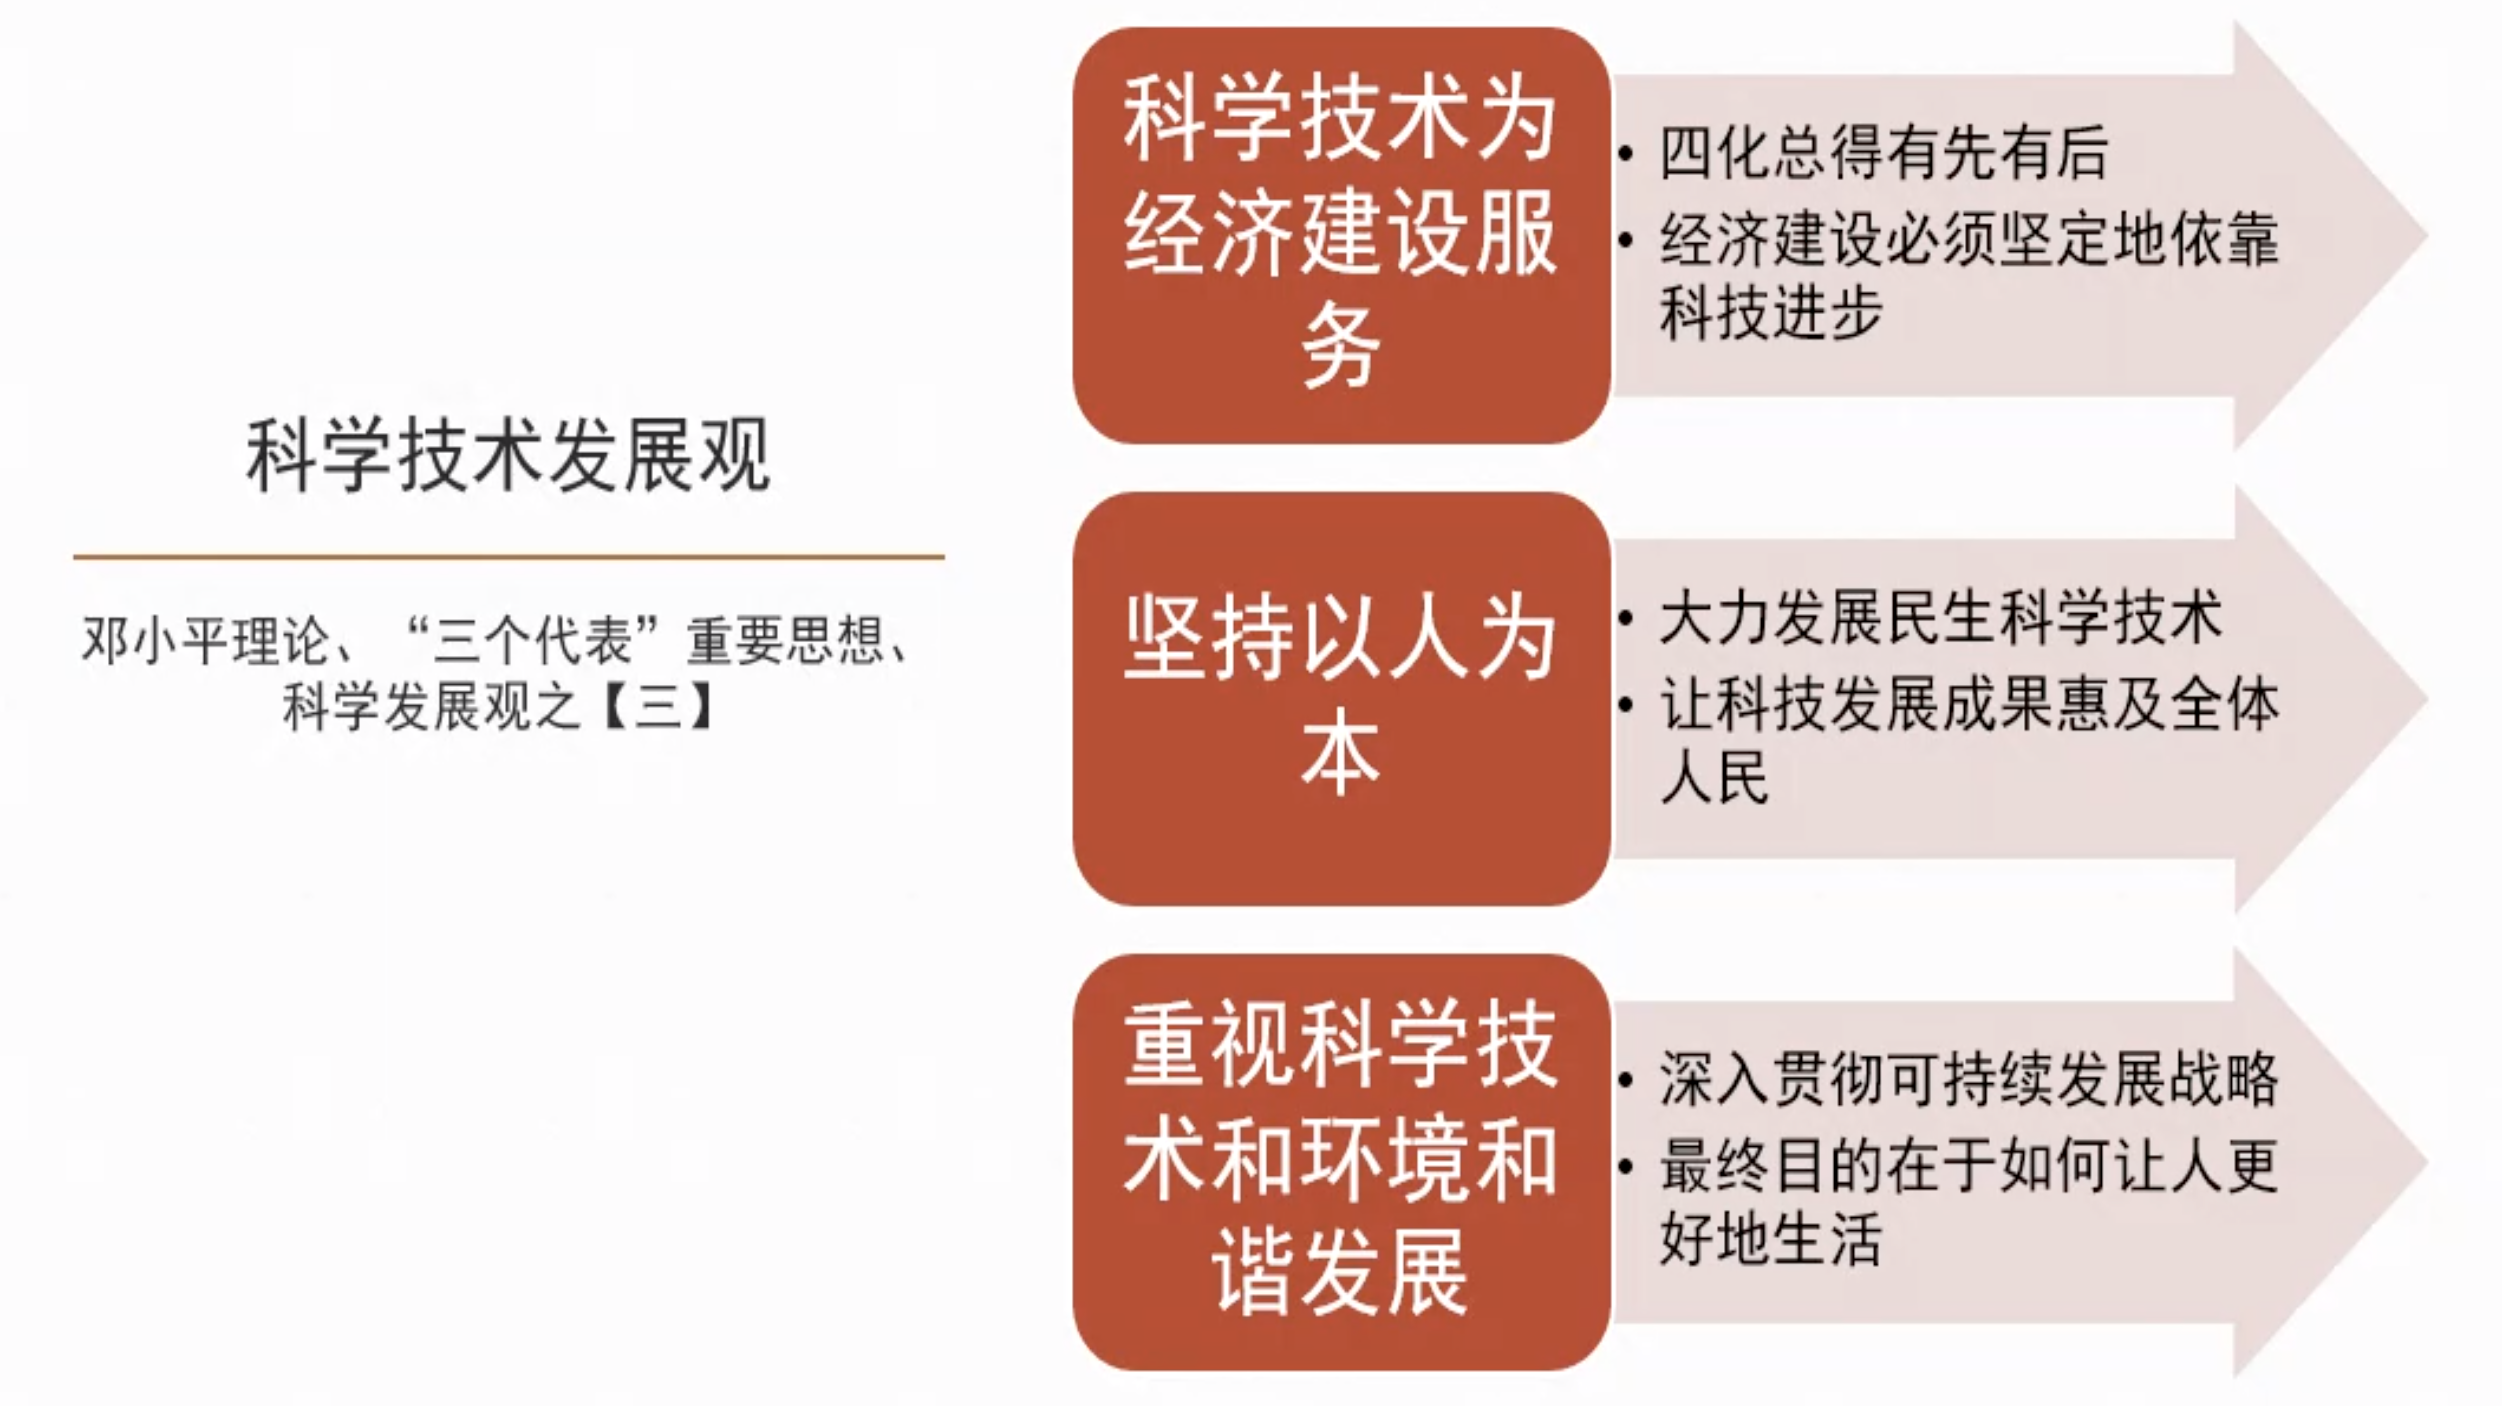 科学技术发展观
邓小平理论、“三个代表”重要思想、
科学发展观之【三】
科学技术为
经济建设服
务
• 四化总得有先有后
• 经济建设必须坚定地依靠
科技进步
坚持以人为
本
• 大力发展民生科学技术
• 让科技发展成果惠及全体
人民
重视科学技
术和环境和
谐发展
• 深入贯彻可持续发展战略
• 最终目的在于如何让人更
好地生活